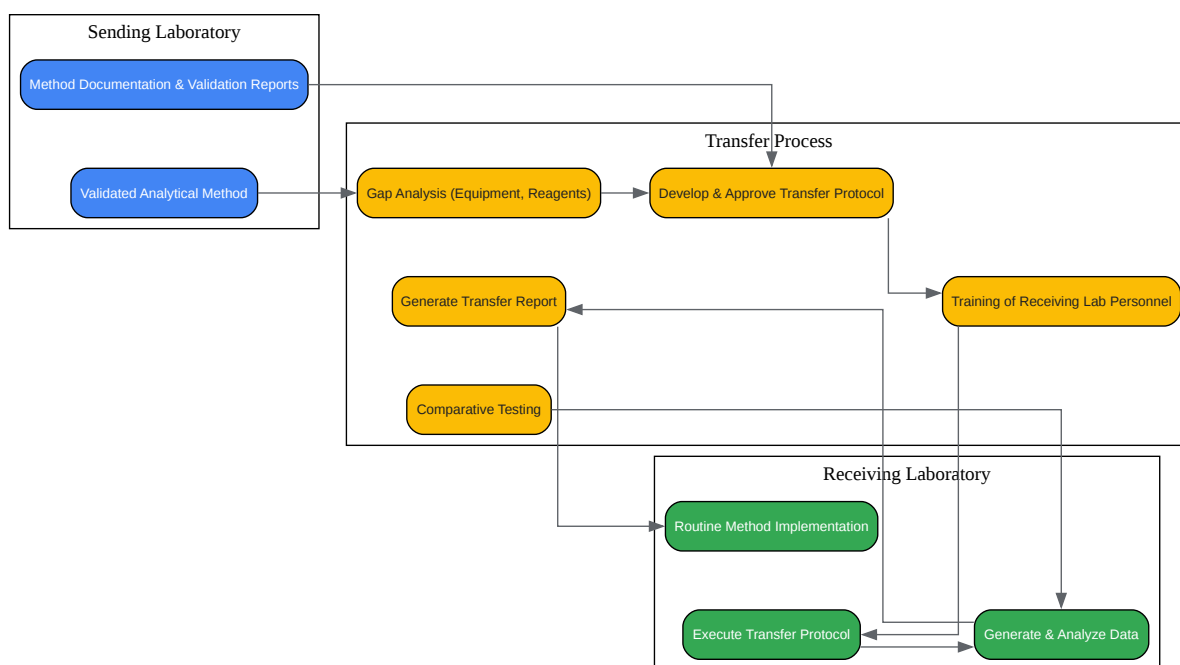 Sending Laboratory
Method Documentation & Validation Reports
Validated Analytical Method
Transfer Process
Gap Analysis (Equipment, Reagents)
Develop & Approve Transfer Protocol
Generate Transfer Report
Training of Receiving Lab Personnel
Comparative Testing
Receiving Laboratory
Routine Method Implementation
Execute Transfer Protocol
Generate & Analyze Data